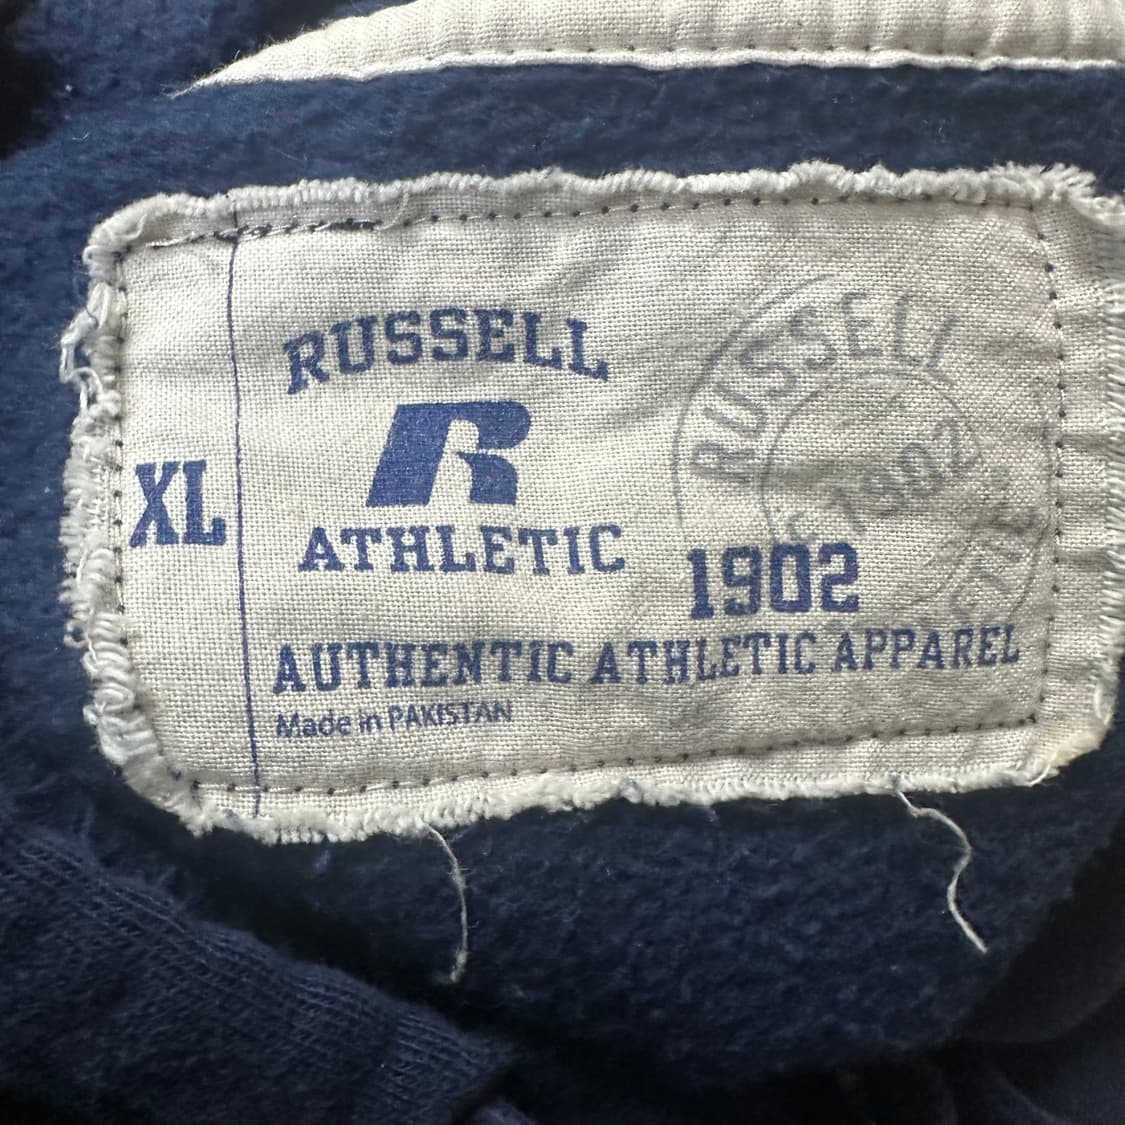 XL
RUSSELL
R
ATHLETIC
RUSSELL
1902
1902
AUTHENTIC ATHLETIC APPAREL
Made in PAKISTAN